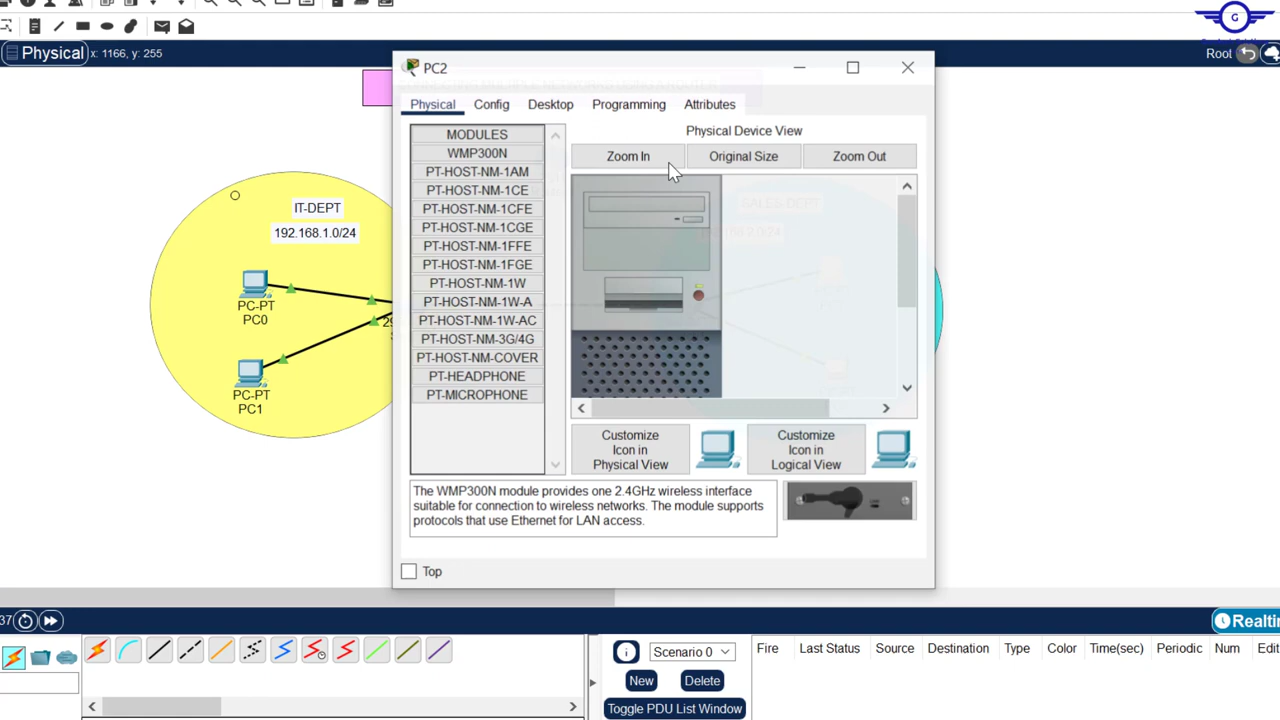 G
Physical
x: 1166, y: 255
Root
PC2
Physical
Config
Desktop
Programming
Attributes
MODULES
WMP300N
PT-HOST-NM-1AM
PT-HOST-NM-1CE
PT-HOST-NM-1CFE
PT-HOST-NM-1CGE
PT-HOST-NM-1FFE
PT-HOST-NM-1FGE
PT-HOST-NM-1W
PT-HOST-NM-1W-A
PT-HOST-NM-1W-AC
PT-HOST-NM-3G/4G
PT-HOST-NM-COVER
PT-HEADPHONE
PT-MICROPHONE
Physical Device View
Zoom In
Original Size
Zoom Out
SALES-DEPT
Customize
Icon in
Physical View
Customize
Icon in
Logical View
The WMP300N module provides one 2.4GHz wireless interface
suitable for connection to wireless networks. The module supports
protocols that use Ethernet for LAN access.
Top
IT-DEPT
192.168.1.0/24
PC-PT
PC0
PC-PT
PC1
29
37
Realtim
Scenario 0
New
Delete
Toggle PDU List Window
Fire
Last Status
Source
Destination
Type
Color
Time(sec)
Periodic
Num
Edit